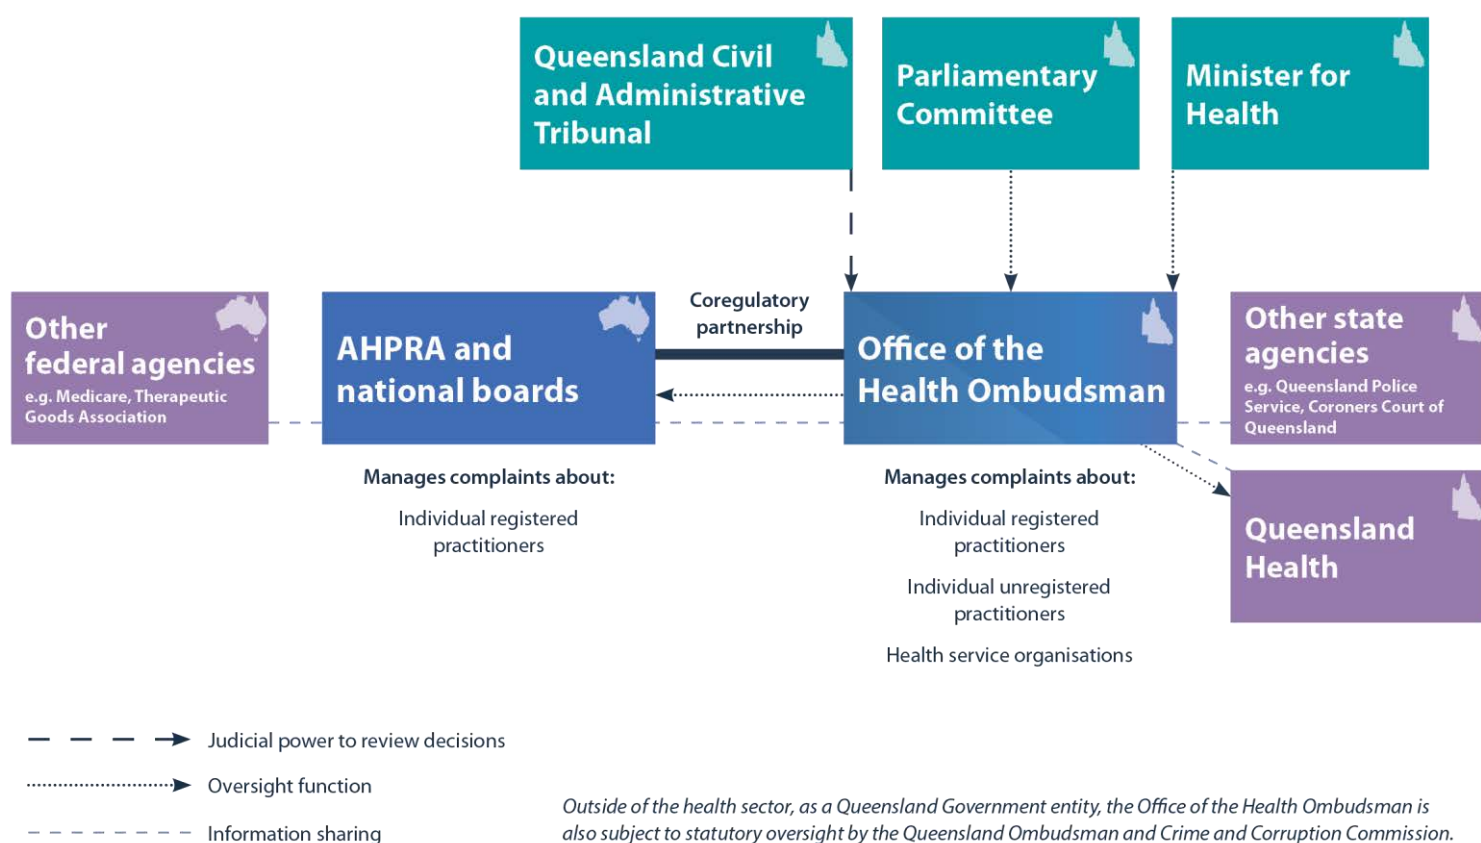 Queensland Civil
and Administrative
Tribunal
Parliamentary
Committee
Minister for
Health
Other
federal agencies
e.g. Medicare, Therapeutic
Goods Association
AHPRA and
national boards
Coregulatory
partnership
Office of the
Health Ombudsman
Other state
agencies
e.g. Queensland Police
Service, Coroners Court of
Queensland
Manages complaints about:
Individual registered
practitioners
Manages complaints about:
Individual registered
practitioners
Individual unregistered
practitioners
Health service organisations
Queensland
Health
Judicial power to review decisions
Oversight function
Information sharing
Outside of the health sector, as a Queensland Government entity, the Office of the Health Ombudsman is
also subject to statutory oversight by the Queensland Ombudsman and Crime and Corruption Commission.